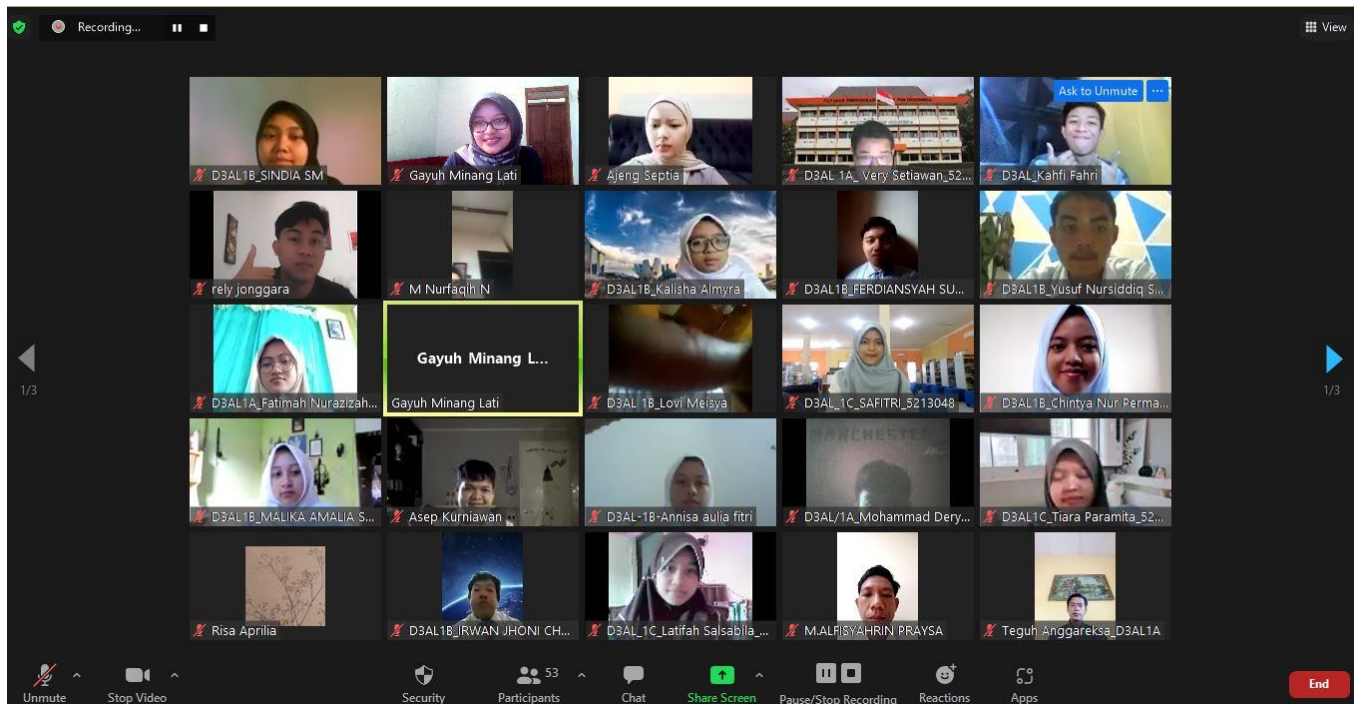 Recording...
View
Ask to Unmute
D3AL1B_SINDIA SM
Gayuh Minang Lati
Ajeng Septia
D3AL 1A_ Very Setiawan_52...
D3AL_Kahfi Fahri
rely jonggara
M Nurfaqih N
D3AL1B_Kalisha Almyra
D3AL1B_FERDIANSYAH SU...
D3AL1B_Yusuf Nursiddiq S...
Gayuh Minang L...
1/3
D3AL1A_Fatimah Nurazizah...
Gayuh Minang Lati
D3AL 1B_Lovi Meisya
D3AL_1C_SAFITRI_5213048
D3AL1B_Chintya Nur Perma...
1/3
MANCHESTER
D3AL1B_MALIKA AMALIA S...
Asep Kurniawan
D3AL-1B-Annisa aulia fitri
D3AL/1A_Mohammad Dery...
D3AL1C_Tiara Paramita_52...
Risa Aprilia
D3AL1B_IRWAN JHONI CH...
D3AL_1C_Latifah Salsabila_...
M.ALFISYAHRIN PRAYSA
Teguh Anggareksa_D3AL1A
53
Unmute
Stop Video
Security
Participants
Chat
Share Screen
Pause/Stop Recording
Reactions
Apps
End